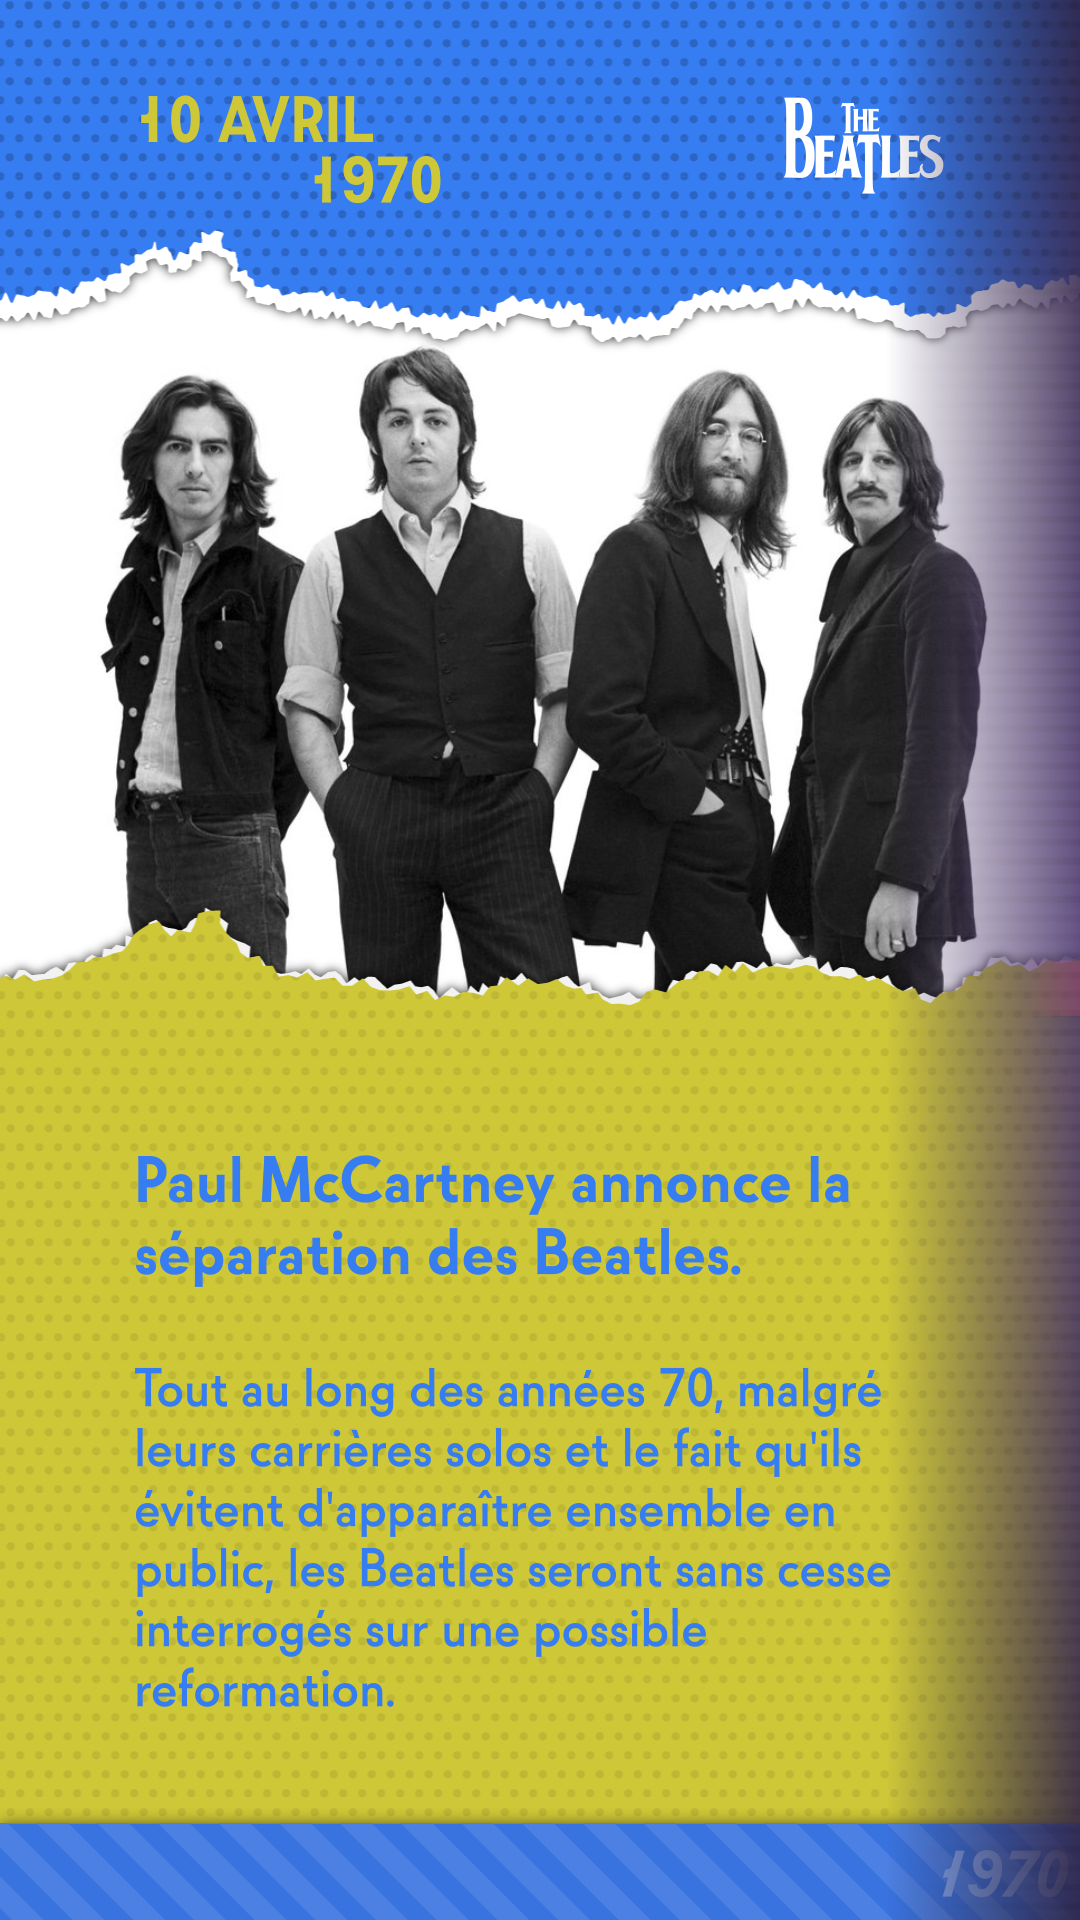 10 AVRIL
1970
THE
BEATLES
Paul McCartney annonce la
séparation des Beatles.
Tout au long des années 70, malgré
leurs carrières solos et le fait qu'ils
évitent d'apparaître ensemble en
public, les Beatles seront sans cesse
interrogés sur une possible
reformation.
1970